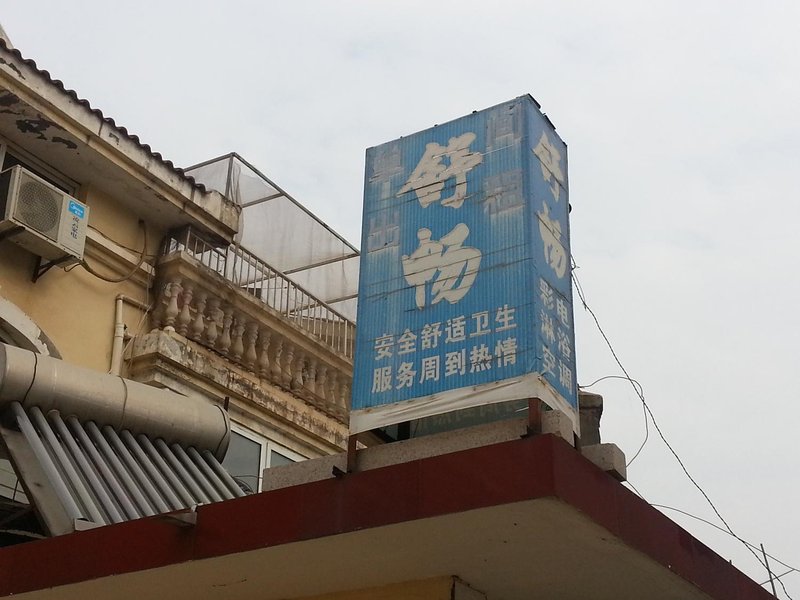 舒畅
安全舒适卫生
服务周到热情
舒畅
彩电
淋浴
空调